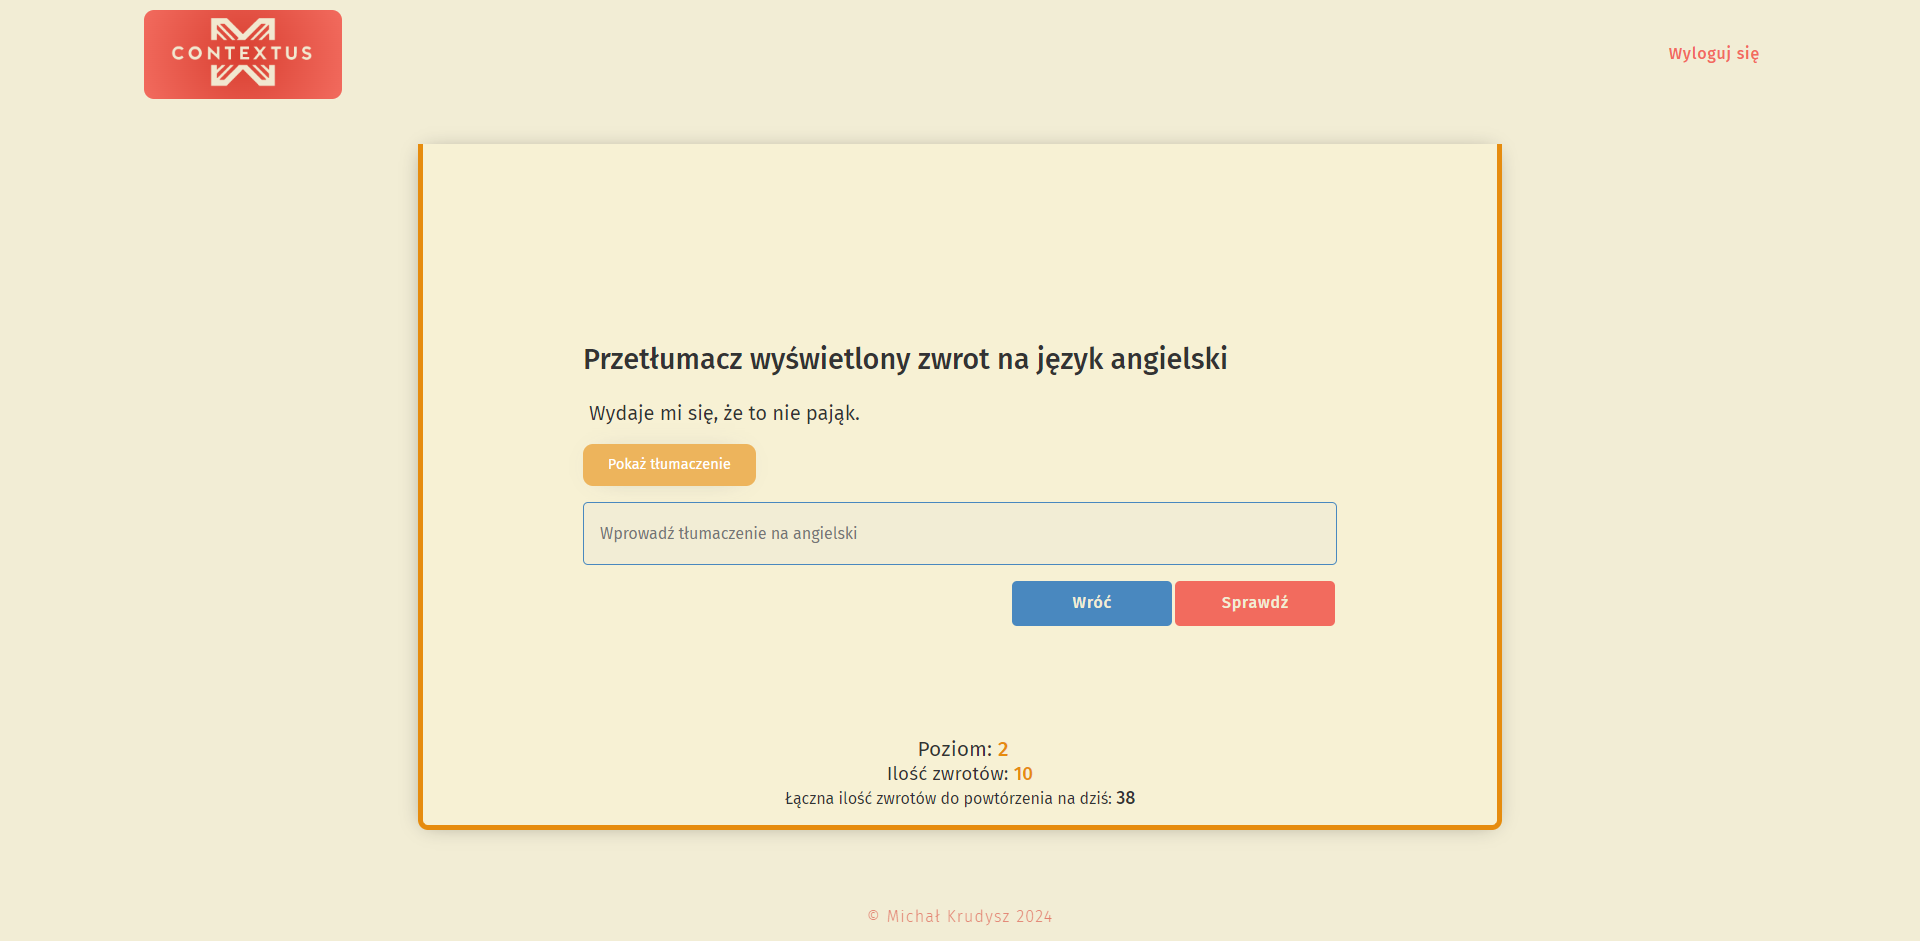 CONTEXTUS
Wyloguj się
Przetłumacz wyświetlony zwrot na język angielski
Wydaje mi się, że to nie pająk.
Pokaż tłumaczenie
Wprowadź tłumaczenie na angielski
Wróć Sprawdź
Poziom: 2
Ilość zwrotów: 10
Łączna ilość zwrotów do powtórzenia na dziś: 38
© Michał Krudysz 2024